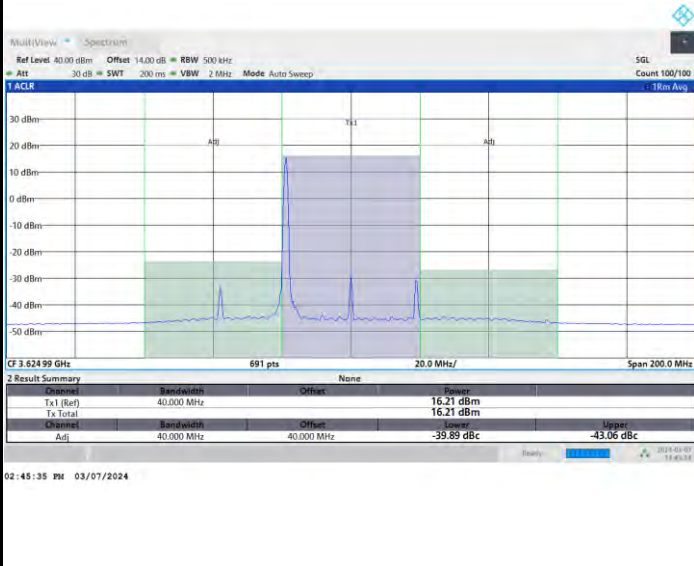 MultiView Spectrum
Ref Level 40.00 dBm Offset 14.00 dB RBW 500 kHz SGL
Att 30 dB SWT 200 ms VBW 2 MHz Mode Auto Sweep Count 100/100
1 ACLR 1Rm Avg
30 dBm
Tx1
20 dBm Adj Adj
10 dBm
0 dBm
-10 dBm
-20 dBm
-30 dBm
-40 dBm
-50 dBm
CF 3.62499 GHz 691 pts 20.0 MHz/ Span 200.0 MHz
2 Result Summary None
Channel Bandwidth Offset Power
Tx1 (Ref) 40.000 MHz 16.21 dBm
Tx Total 16.21 dBm
Channel Bandwidth Offset Lower Upper
Adj 40.000 MHz 40.000 MHz -39.89 dBc -43.06 dBc
Ready
02:45:35 PM 03/07/2024